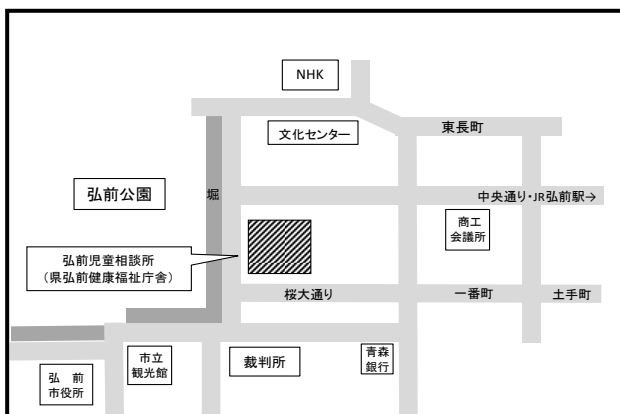 NHK
文化センター
東長町
弘前公園
堀
中央通り・JR弘前駅→
商工
会議所
弘前児童相談所
（県弘前健康福祉庁舎）
桜大通り
一番町
土手町
市立
観光館
裁判所
青森
銀行
弘　前
市役所